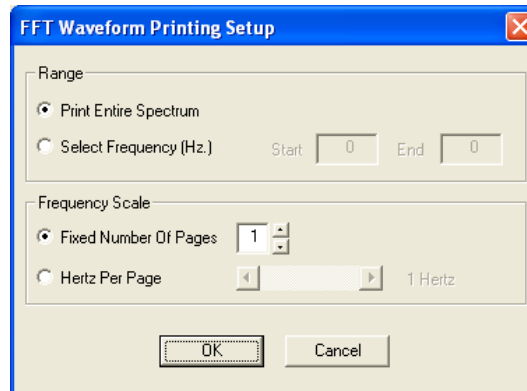 FFT Waveform Printing Setup
Range
Print Entire Spectrum
Select Frequency (Hz.) Start 0 End 0
Frequency Scale
Fixed Number Of Pages 1
Hertz Per Page 1 Hertz
OK Cancel